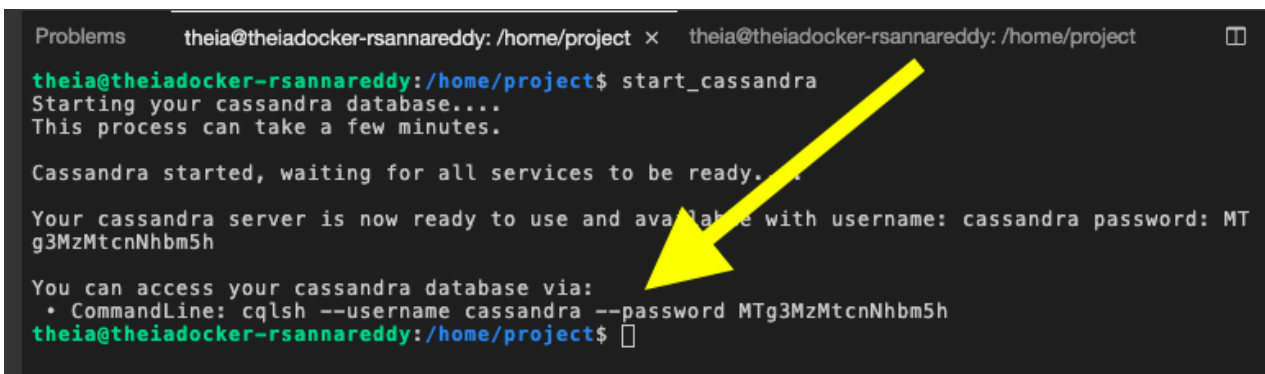 Problems theia@theiadocker-rsannareddy: /home/project × theia@theiadocker-rsannareddy: /home/project
theia@theiadocker-rsannareddy:/home/project$ start_cassandra
Starting your cassandra database....
This process can take a few minutes.
Cassandra started, waiting for all services to be ready....
Your cassandra server is now ready to use and available with username: cassandra password: MT
g3MzMtcnNhbm5h
You can access your cassandra database via:
• CommandLine: cqlsh --username cassandra --password MTg3MzMtcnNhbm5h
theia@theiadocker-rsannareddy:/home/project$